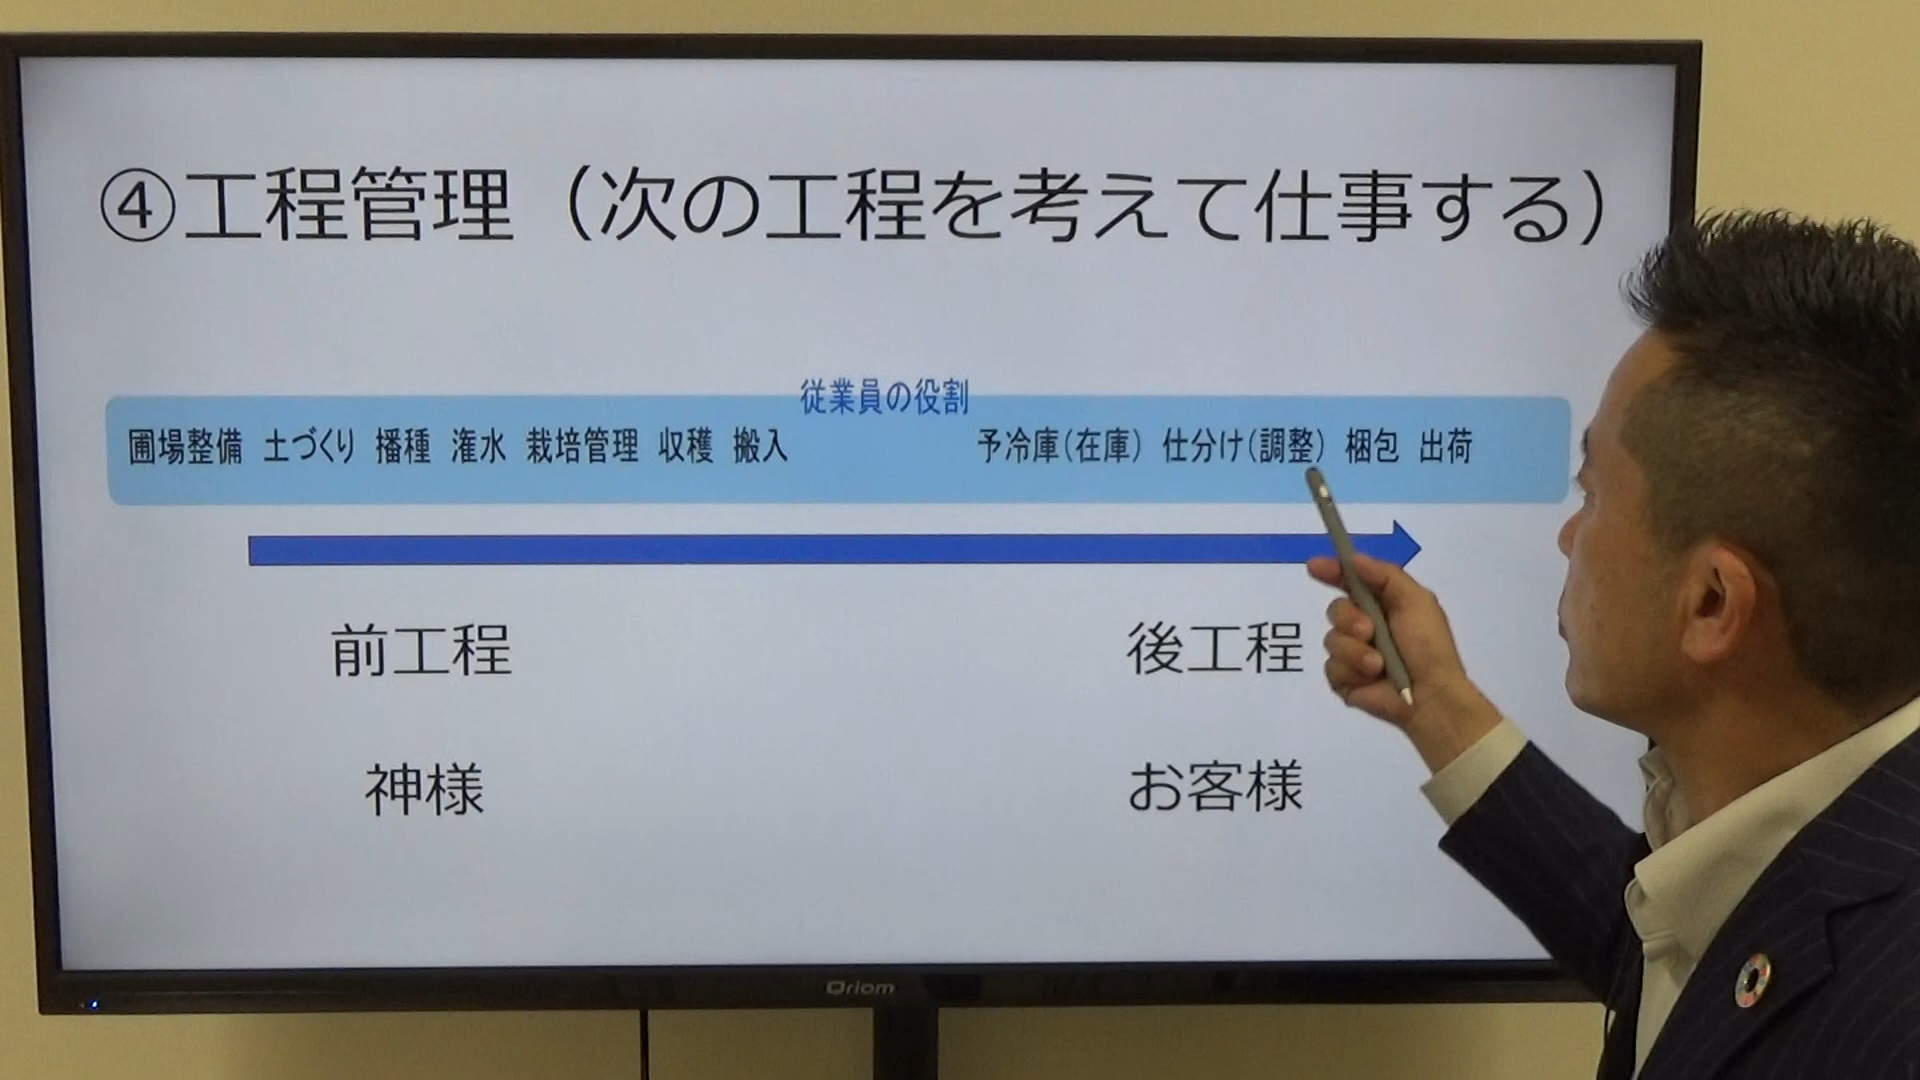 ④工程管理（次の工程を考えて仕事する）
従業員の役割
圃場整備 土づくり 播種 潅水 栽培管理 収穫 搬入 予冷庫（在庫） 仕分け（調整） 梱包 出荷
前工程 後工程
神様 お客様
Qriom